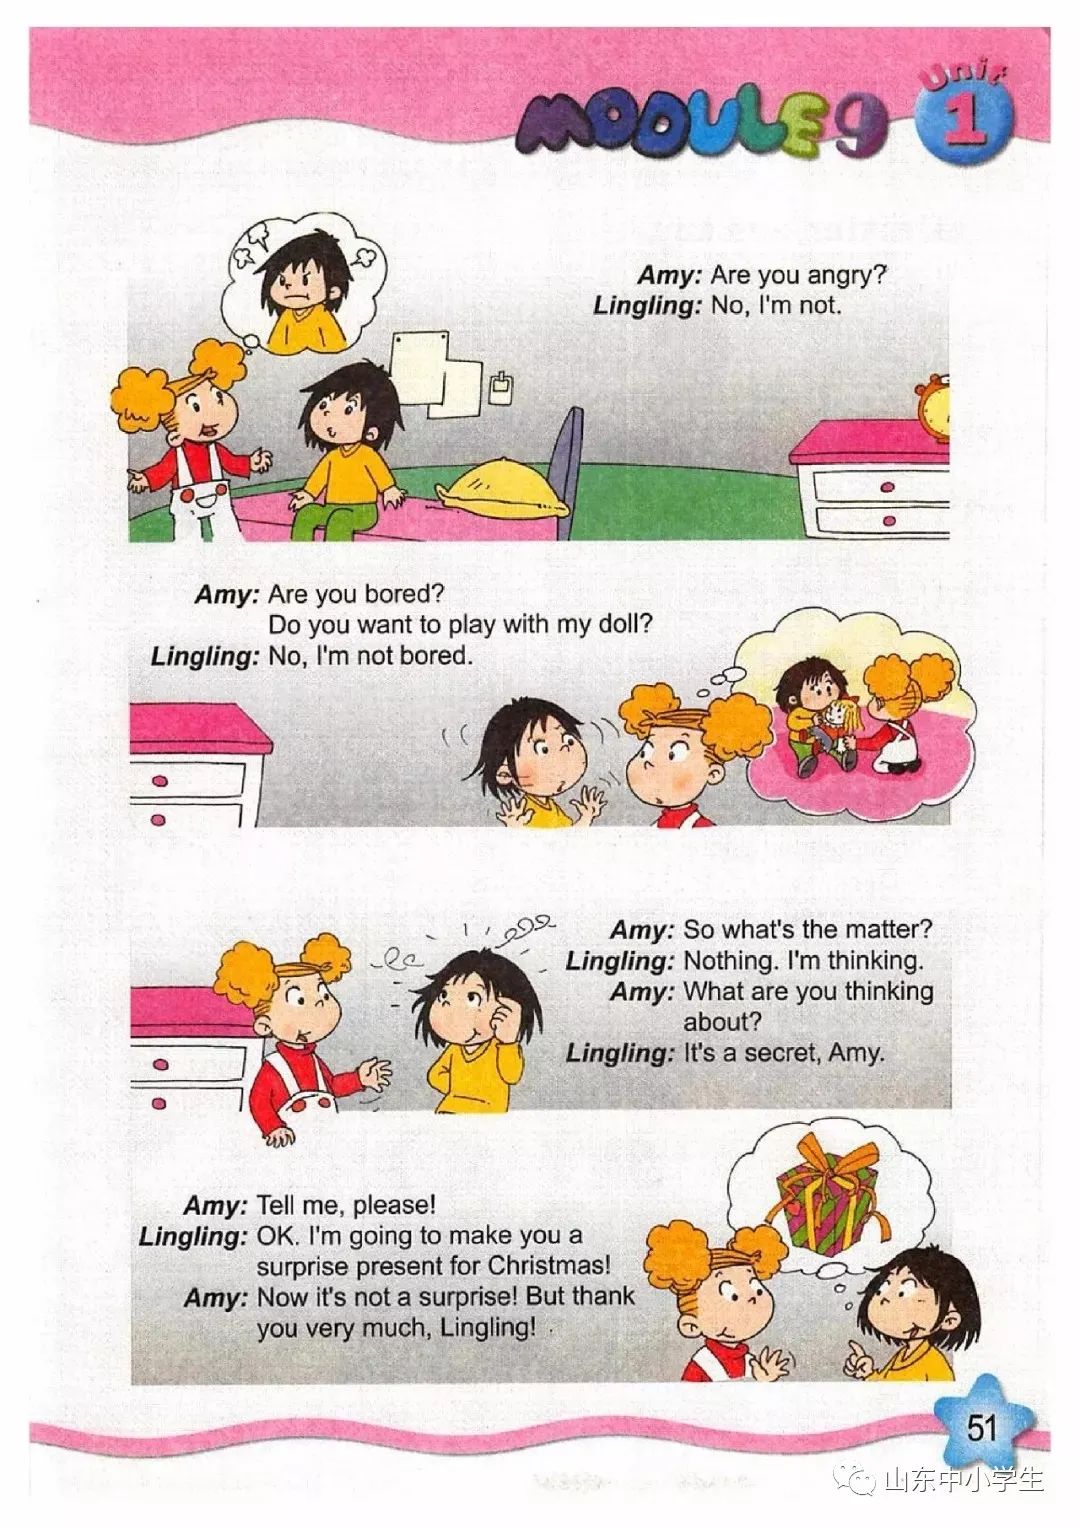 MODULE 9
Unit 1
Amy: Are you angry?
Lingling: No, I'm not.
Amy: Are you bored?
Do you want to play with my doll?
Lingling: No, I'm not bored.
Amy: So what's the matter?
Lingling: Nothing. I'm thinking.
Amy: What are you thinking
about?
Lingling: It's a secret, Amy.
Amy: Tell me, please!
Lingling: OK. I'm going to make you a
surprise present for Christmas!
Amy: Now it's not a surprise! But thank
you very much, Lingling!
51
山东中小学生